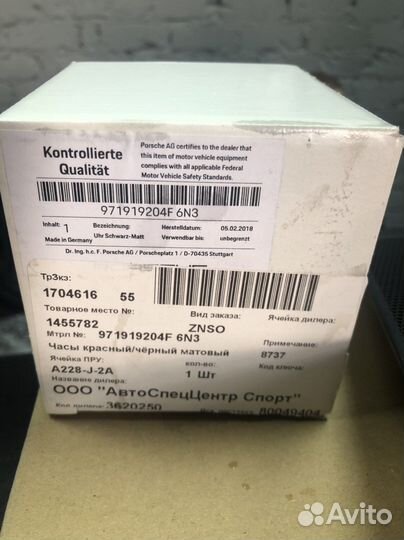 Kontrollierte
Qualität
Porsche AG certifies to the dealer that
this item of motor vehicle equipment
complies with all applicable Federal
Motor Vehicle Safety Standards.
971919204F 6N3
Inhalt: 1 Bezeichnung: Herstelldatum: 05.02.2018
Made in Germany Uhr Schwarz-Matt Verwendbar bis: unbegrenzt
Dr. Ing. h.c. F. Porsche AG / Porscheplatz 1 / D-70435 Stuttgart
ТрЗкз:
1704616 55
Товарное место №: Вид заказа: Ячейка дилера:
1455782 ZNSO
Мтрл №: 971919204F 6N3 Примечание:
Часы красный/чёрный матовый 8737
Ячейка ПРУ: кол-во: Код ключа:
A228-J-2A 1 Шт
Название дилера:
ООО "АвтоСпецЦентр Спорт"
Код дилера: 3620250 80049404
Avito